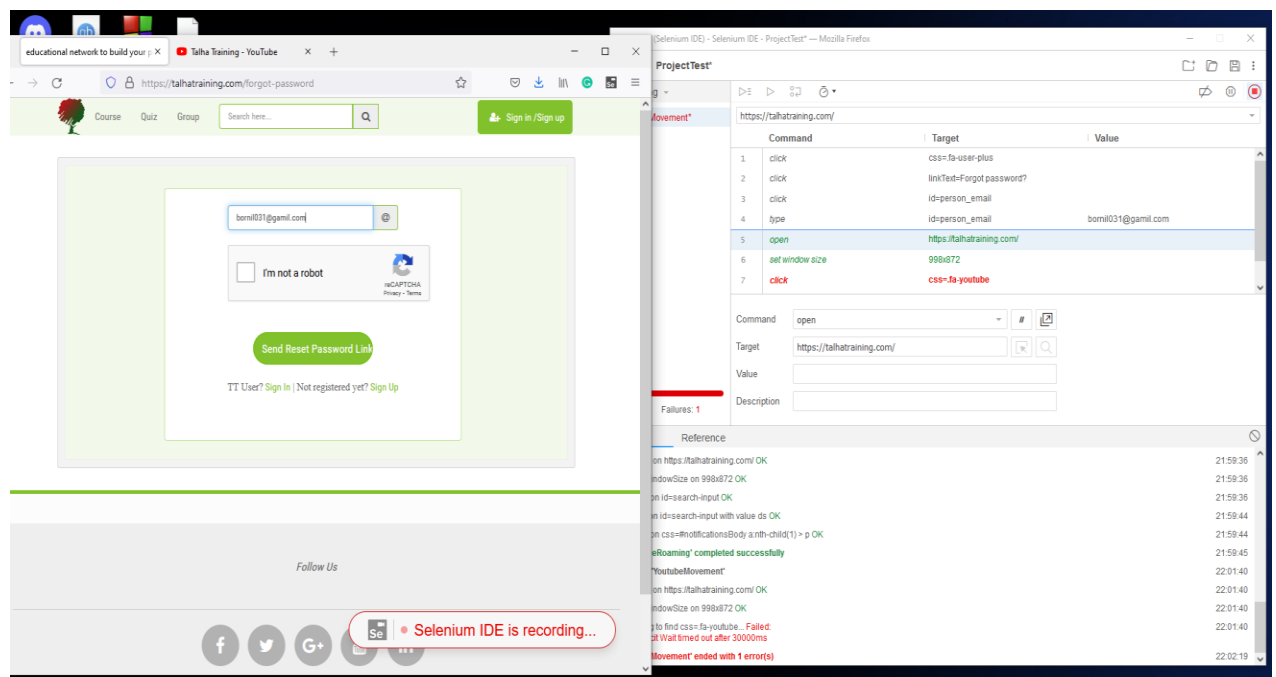 (Selenium IDE) - Selenium IDE - ProjectTest* — Mozilla Firefox
educational network to build your p
Talha Training - YouTube
ProjectTest*
https://talhatraining.com/forgot-password
Course Quiz Group Search here... Sign in /Sign up
Movement*
https://talhatraining.com/
Command Target Value
1 click css=.fa-user-plus
2 click linkText=Forgot password?
3 click id=person_email
4 type id=person_email bornil031@gamil.com
5 open https://talhatraining.com/
6 set window size 998x872
7 click css=.fa-youtube
bornil031@gamil.com @
I'm not a robot
reCAPTCHA
Privacy - Terms
Send Reset Password Link
TT User? Sign In | Not registered yet? Sign Up
Command open //
Target https://talhatraining.com/
Value
Description
Failures: 1
Reference
on https://talhatraining.com/ OK 21:59:36
ndowSize on 998x872 OK 21:59:36
on id=search-input OK 21:59:36
on id=search-input with value ds OK 21:59:44
on css=#notificationsBody a:nth-child(1) > p OK 21:59:44
eRoaming' completed successfully 21:59:45
'YoutubeMovement' 22:01:40
on https://talhatraining.com/ OK 22:01:40
ndowSize on 998x872 OK 22:01:40
g to find css=.fa-youtube... Failed: 22:01:40
cit Wait timed out after 30000ms
Movement' ended with 1 error(s) 22:02:19
Follow Us
Se Selenium IDE is recording...
f G+ in